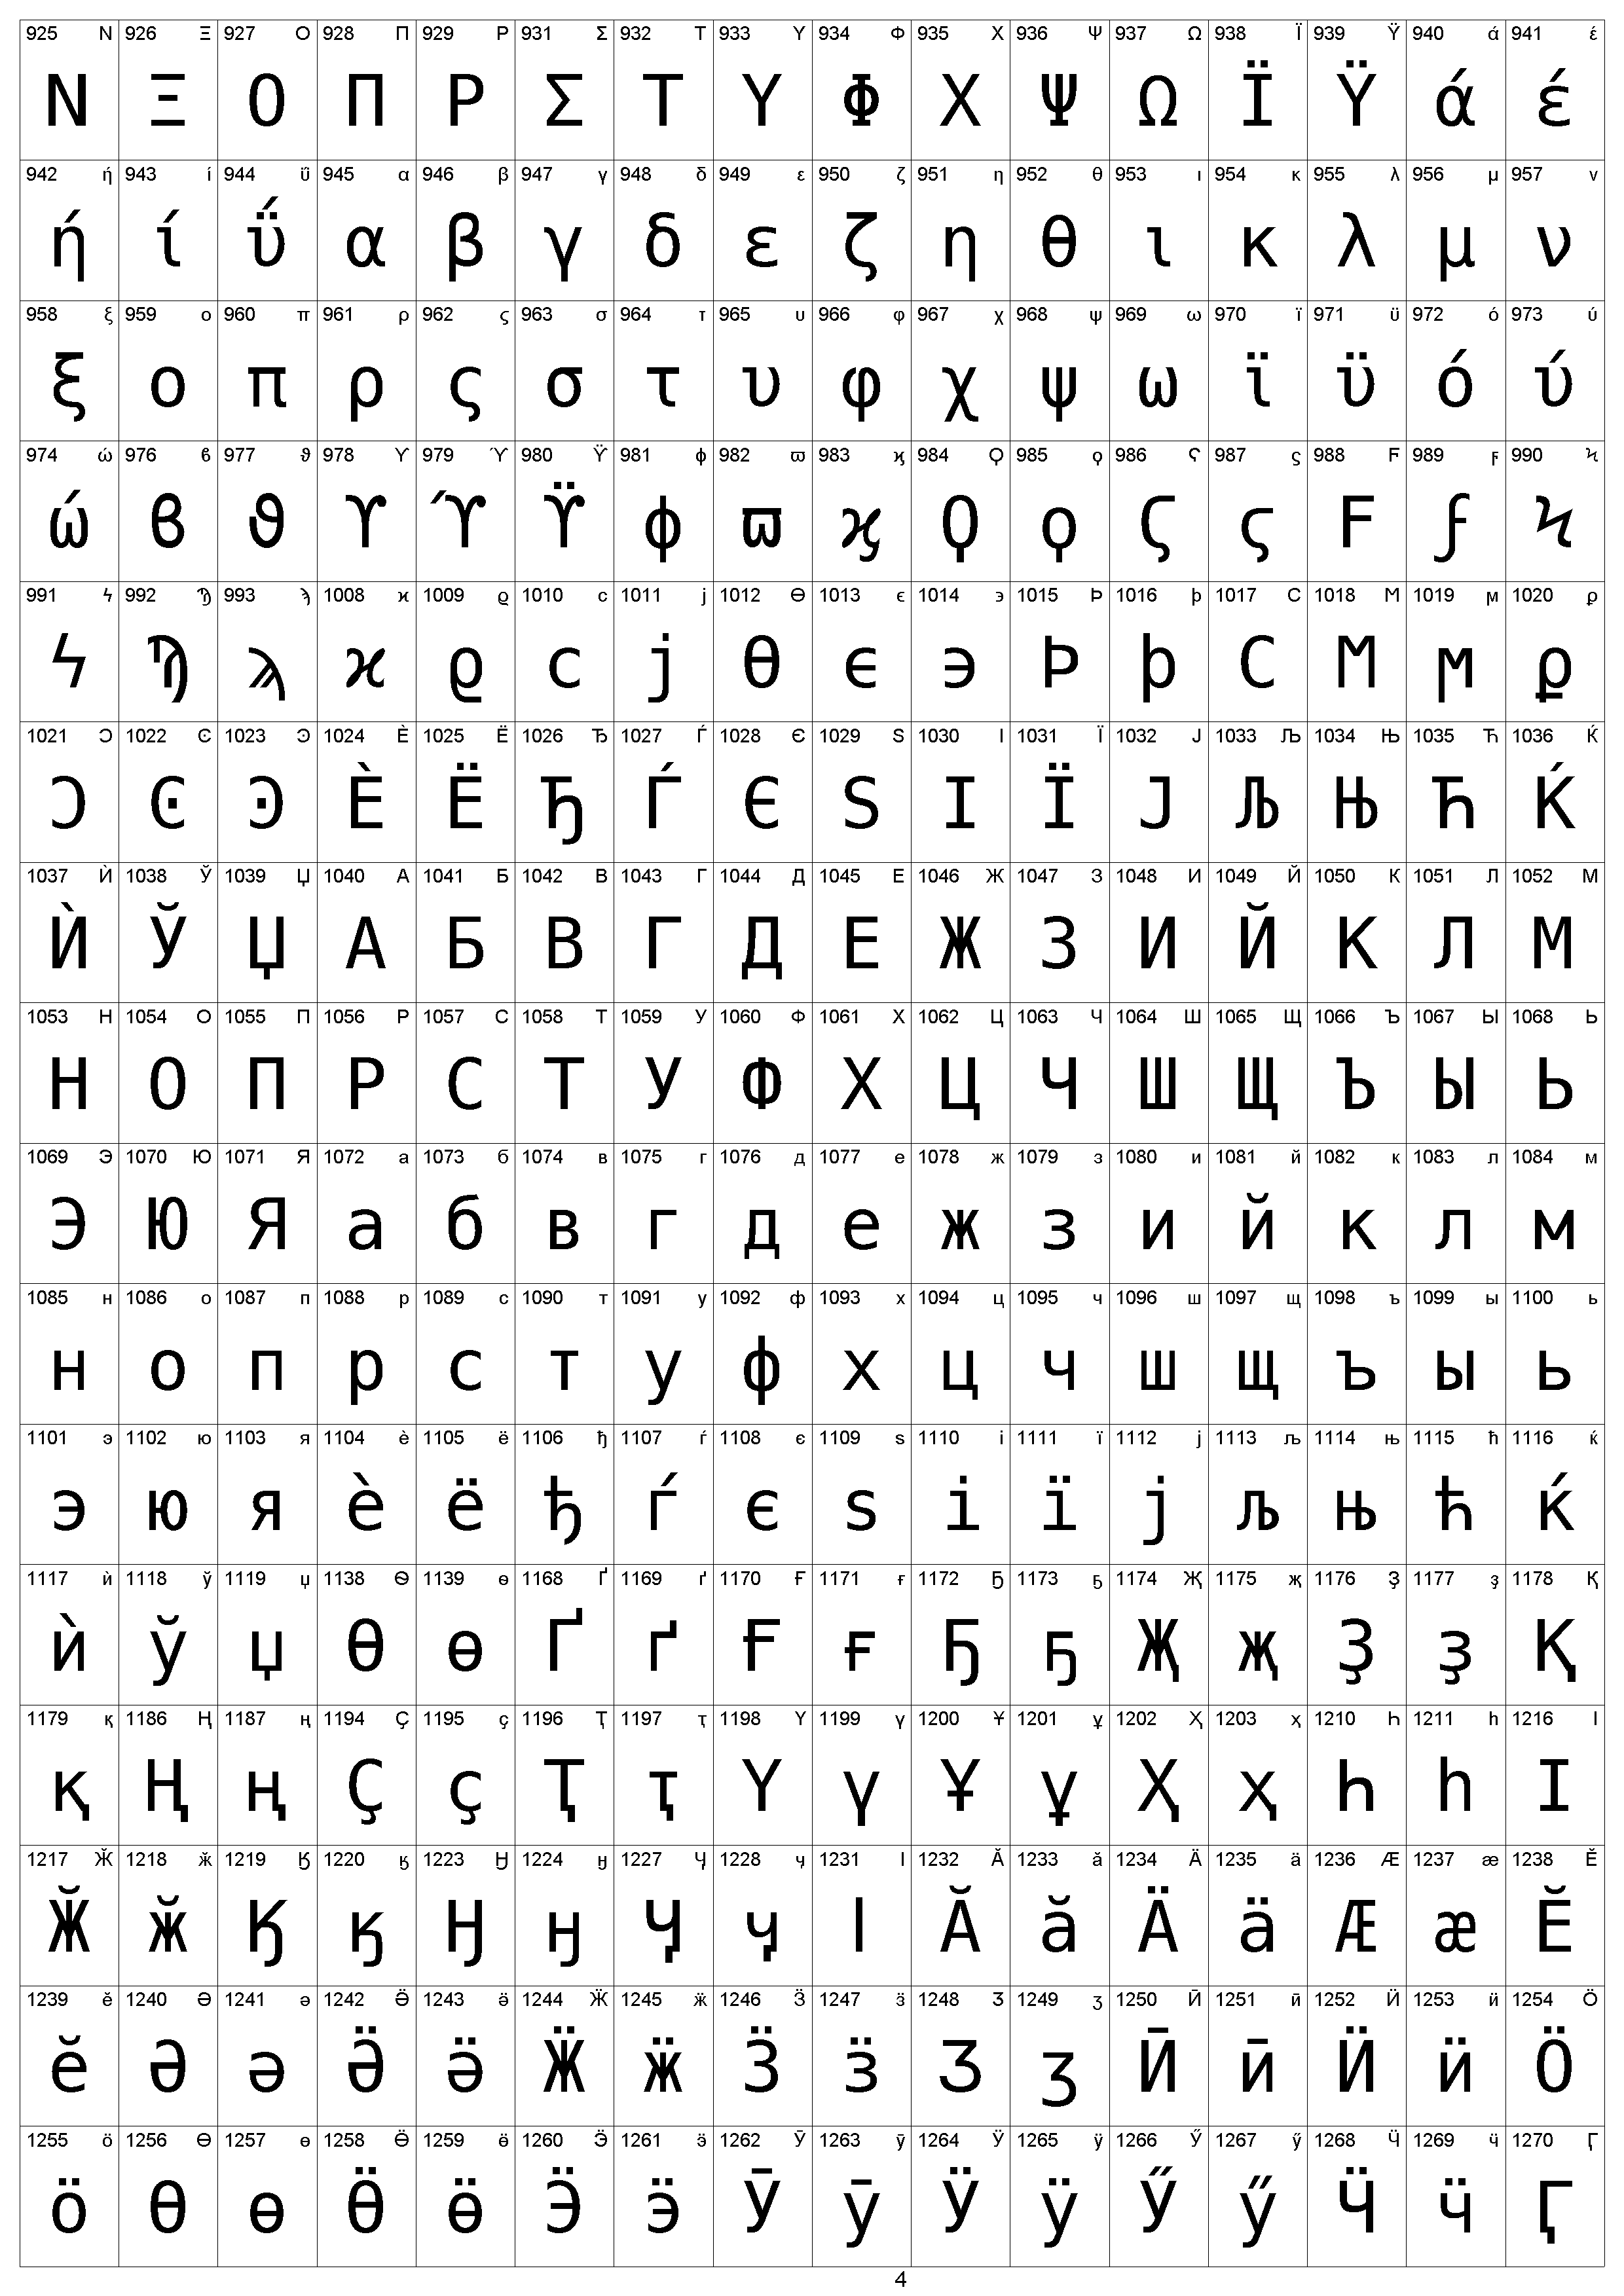 925 Ν 926 Ξ 927 Ο 928 Π 929 Ρ 931 Σ 932 Τ 933 Υ 934 Φ 935 Χ 936 Ψ 937 Ω 938 Ϊ 939 Ϋ 940 ά 941 έ
Ν Ξ Ο Π Ρ Σ Τ Υ Φ Χ Ψ Ω Ϊ Ϋ ά έ
942 ή 943 ί 944 ΰ 945 α 946 β 947 γ 948 δ 949 ε 950 ζ 951 η 952 θ 953 ι 954 κ 955 λ 956 μ 957 ν
ή ί ΰ α β γ δ ε ζ η θ ι κ λ μ ν
958 ξ 959 ο 960 π 961 ρ 962 ς 963 σ 964 τ 965 υ 966 φ 967 χ 968 ψ 969 ω 970 ϊ 971 ϋ 972 ό 973 ύ
ξ ο π ρ ς σ τ υ φ χ ψ ω ϊ ϋ ό ύ
974 ώ 976 ϐ 977 ϑ 978 ϒ 979 ϓ 980 ϔ 981 ϕ 982 ϖ 983 ϗ 984 Ϙ 985 ϙ 986 Ϛ 987 ϛ 988 Ϝ 989 ϝ 990 Ϟ
ώ ϐ ϑ ϒ ϓ ϔ ϕ ϖ ϗ Ϙ ϙ Ϛ ϛ Ϝ ϝ Ϟ
991 ϟ 992 Ϡ 993 ϡ 1008 ϰ 1009 ϱ 1010 ϲ 1011 ϳ 1012 ϴ 1013 ϵ 1014 ϶ 1015 Ϸ 1016 ϸ 1017 Ϲ 1018 Ϻ 1019 ϻ 1020 ϼ
ϟ Ϡ ϡ ϰ ϱ ϲ ϳ ϴ ϵ ϶ Ϸ ϸ Ϲ Ϻ ϻ ϼ
1021 Ͻ 1022 Ͼ 1023 Ͽ 1024 Ѐ 1025 Ё 1026 Ђ 1027 Ѓ 1028 Є 1029 Ѕ 1030 І 1031 Ї 1032 Ј 1033 Љ 1034 Њ 1035 Ћ 1036 Ќ
Ͻ Ͼ Ͽ Ѐ Ё Ђ Ѓ Є Ѕ І Ї Ј Љ Њ Ћ Ќ
1037 Ѝ 1038 Ў 1039 Џ 1040 А 1041 Б 1042 В 1043 Г 1044 Д 1045 Е 1046 Ж 1047 З 1048 И 1049 Й 1050 К 1051 Л 1052 М
Ѝ Ў Џ А Б В Г Д Е Ж З И Й К Л М
1053 Н 1054 О 1055 П 1056 Р 1057 С 1058 Т 1059 У 1060 Ф 1061 Х 1062 Ц 1063 Ч 1064 Ш 1065 Щ 1066 Ъ 1067 Ы 1068 Ь
Н О П Р С Т У Ф Х Ц Ч Ш Щ Ъ Ы Ь
1069 Э 1070 Ю 1071 Я 1072 а 1073 б 1074 в 1075 г 1076 д 1077 е 1078 ж 1079 з 1080 и 1081 й 1082 к 1083 л 1084 м
Э Ю Я а б в г д е ж з и й к л м
1085 н 1086 о 1087 п 1088 р 1089 с 1090 т 1091 у 1092 ф 1093 х 1094 ц 1095 ч 1096 ш 1097 щ 1098 ъ 1099 ы 1100 ь
н о п р с т у ф х ц ч ш щ ъ ы ь
1101 э 1102 ю 1103 я 1104 ѐ 1105 ё 1106 ђ 1107 ѓ 1108 є 1109 ѕ 1110 і 1111 ї 1112 ј 1113 љ 1114 њ 1115 ћ 1116 ќ
э ю я ѐ ё ђ ѓ є ѕ і ї ј љ њ ћ ќ
1117 ѝ 1118 ў 1119 џ 1138 Ѳ 1139 ѳ 1168 Ґ 1169 ґ 1170 Ғ 1171 ғ 1172 Ҕ 1173 ҕ 1174 Җ 1175 җ 1176 Ҙ 1177 ҙ 1178 Қ
ѝ ў џ Ѳ ѳ Ґ ґ Ғ ғ Ҕ ҕ Җ җ Ҙ ҙ Қ
1179 қ 1186 Ң 1187 ң 1194 Ҫ 1195 ҫ 1196 Ҭ 1197 ҭ 1198 Ү 1199 ү 1200 Ұ 1201 ұ 1202 Ҳ 1203 ҳ 1210 Һ 1211 һ 1216 Ӏ
қ Ң ң Ҫ ҫ Ҭ ҭ Ү ү Ұ ұ Ҳ ҳ Һ һ Ӏ
1217 Ӂ 1218 ӂ 1219 Ӄ 1220 ӄ 1223 Ӈ 1224 ӈ 1227 Ӌ 1228 ӌ 1231 ӏ 1232 Ӑ 1233 ӑ 1234 Ӓ 1235 ӓ 1236 Ӕ 1237 ӕ 1238 Ӗ
Ӂ ӂ Ӄ ӄ Ӈ ӈ Ӌ ӌ ӏ Ӑ ӑ Ӓ ӓ Ӕ ӕ Ӗ
1239 ӗ 1240 Ә 1241 ә 1242 Ӛ 1243 ӛ 1244 Ӝ 1245 ӝ 1246 Ӟ 1247 ӟ 1248 Ӡ 1249 ӡ 1250 Ӣ 1251 ӣ 1252 Ӥ 1253 ӥ 1254 Ӧ
ӗ Ә ә Ӛ ӛ Ӝ ӝ Ӟ ӟ Ӡ ӡ Ӣ ӣ Ӥ ӥ Ӧ
1255 ӧ 1256 Ө 1257 ө 1258 Ӫ 1259 ӫ 1260 Ӭ 1261 ӭ 1262 Ӯ 1263 ӯ 1264 Ӱ 1265 ӱ 1266 Ӳ 1267 ӳ 1268 Ӵ 1269 ӵ 1270 Ӷ
ӧ Ө ө Ӫ ӫ Ӭ ӭ Ӯ ӯ Ӱ ӱ Ӳ ӳ Ӵ ӵ Ӷ
4